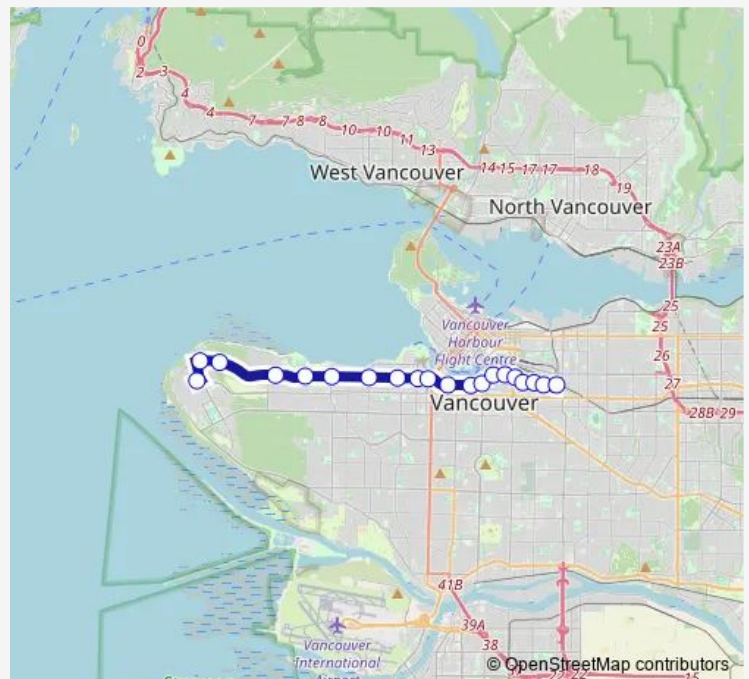 0
2
3
4
4
7
7
8
8
10
10
11
13
14
15
17
17
18
19
West Vancouver
North Vancouver
23A
23B
25
25
26
27
28B 29
Vancouver
Harbour
Flight Centre
Vancouver
41B
39A
38
Vancouver
International
Airport
22
15
© OpenStreetMap contributors